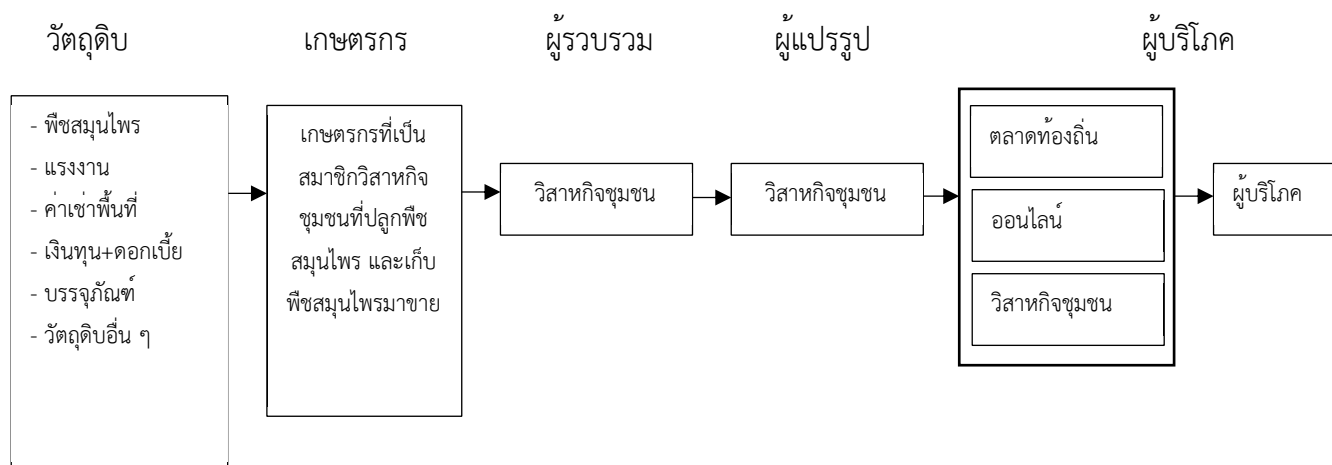 วัตถุดิบ
เกษตรกร
ผู้รวบรวม
ผู้แปรรูป
ผู้บริโภค
- พืชสมุนไพร
- แรงงาน
- ค่าเช่าพื้นที่
- เงินทุน+ดอกเบี้ย
- บรรจุภัณฑ์
- วัตถุดิบอื่น ๆ
เกษตรกรที่เป็น
สมาชิกวิสาหกิจ
ชุมชนที่ปลูกพืช
สมุนไพร และเก็บ
พืชสมุนไพรมาขาย
วิสาหกิจชุมชน
วิสาหกิจชุมชน
ตลาดท้องถิ่น
ออนไลน์
วิสาหกิจชุมชน
ผู้บริโภค